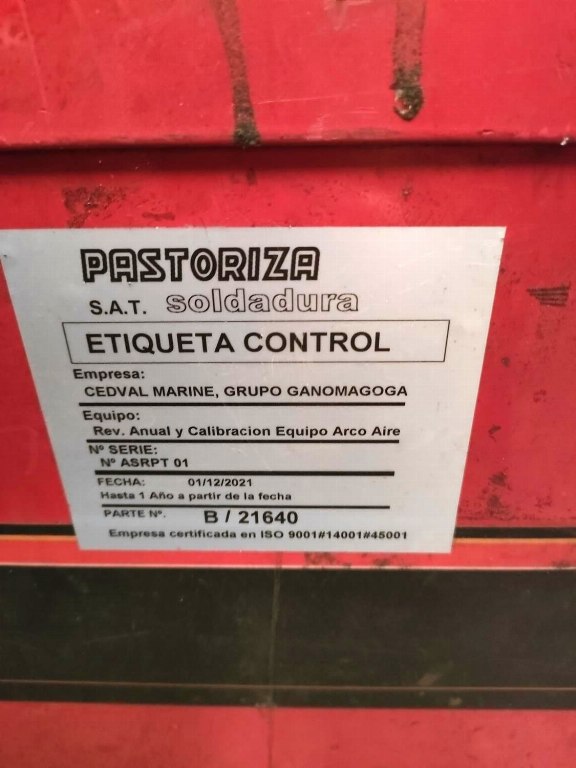 PASTORIZA
S.A.T. soldadura
ETIQUETA CONTROL
Empresa:
CEDVAL MARINE, GRUPO GANOMAGOGA
Equipo:
Rev. Anual y Calibracion Equipo Arco Aire
Nº SERIE:
Nº ASRPT 01
FECHA: 01/12/2021
Hasta 1 Año a partir de la fecha
PARTE Nº. B / 21640
Empresa certificada en ISO 9001#14001#45001